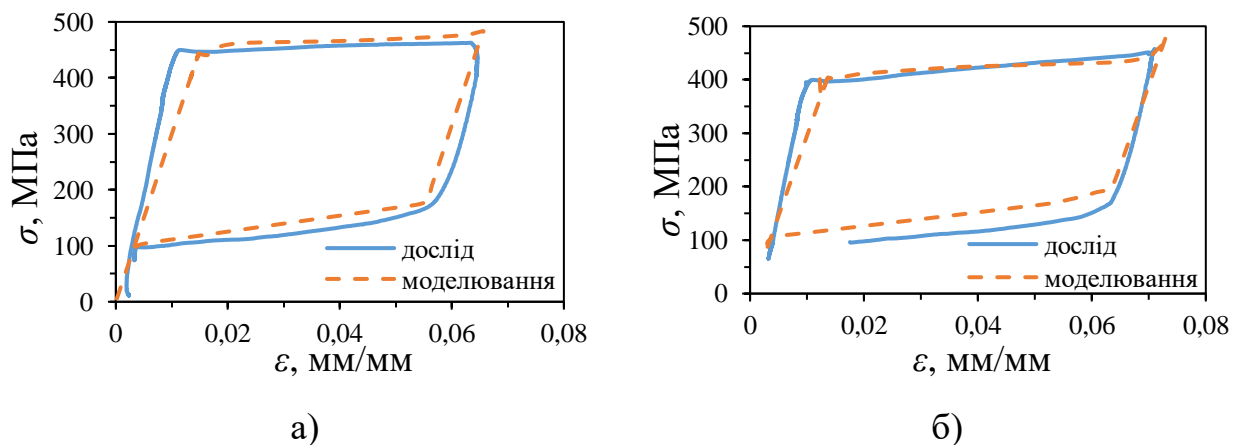 500
400
300
200
100
0
σ, МПа
дослід
моделювання
0
0,02
0,04
0,06
0,08
ε, мм/мм
а)
500
400
300
200
100
0
σ, МПа
дослід
моделювання
0
0,02
0,04
0,06
0,08
ε, мм/мм
б)